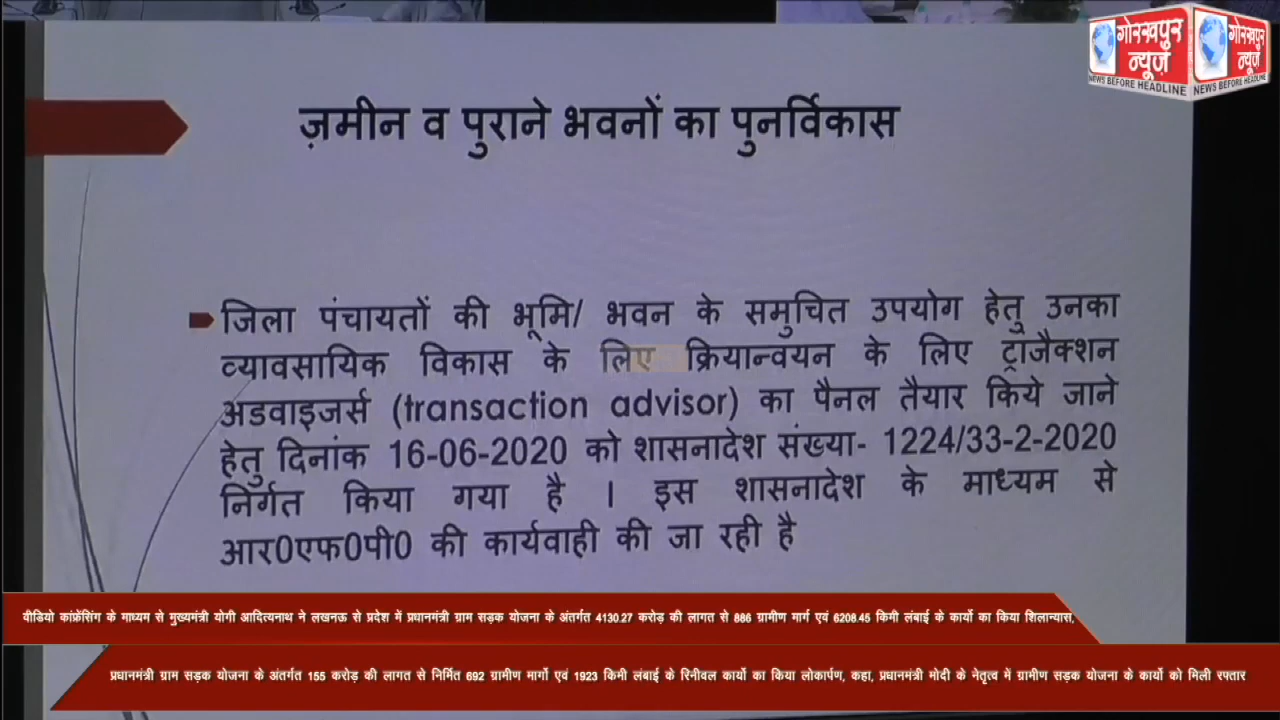 गोरखपुर
न्यूज़
NEWS BEFORE HEADLINE
गोरखपुर
न्यूज़
NEWS BEFORE HEADLINE
ज़मीन व पुराने भवनों का पुनर्विकास
जिला पंचायतों की भूमि/ भवन के समुचित उपयोग हेतु उनका
व्यावसायिक विकास के लिए क्रियान्वयन के लिए ट्रांजैक्शन
अडवाइजर्स (transaction advisor) का पैनल तैयार किये जाने
हेतु दिनांक 16-06-2020 को शासनादेश संख्या- 1224/33-2-2020
निर्गत किया गया है । इस शासनादेश के माध्यम से
आर0एफ0पी0 की कार्यवाही की जा रही है
वीडियो कांफ्रेंसिंग के माध्यम से मुख्यमंत्री योगी आदित्यनाथ ने लखनऊ से प्रदेश में प्रधानमंत्री ग्राम सड़क योजना के अंतर्गत 4130.27 करोड़ की लागत से 886 ग्रामीण मार्ग एवं 6208.45 किमी लंबाई के कार्यो का किया शिलान्यास,
प्रधानमंत्री ग्राम सड़क योजना के अंतर्गत 155 करोड़ की लागत से निर्मित 692 ग्रामीण मार्गो एवं 1923 किमी लंबाई के रिनीवल कार्यो का किया लोकार्पण, कहा, प्रधानमंत्री मोदी के नेतृत्व में ग्रामीण सड़क योजना के कार्यो को मिली रफ्तार